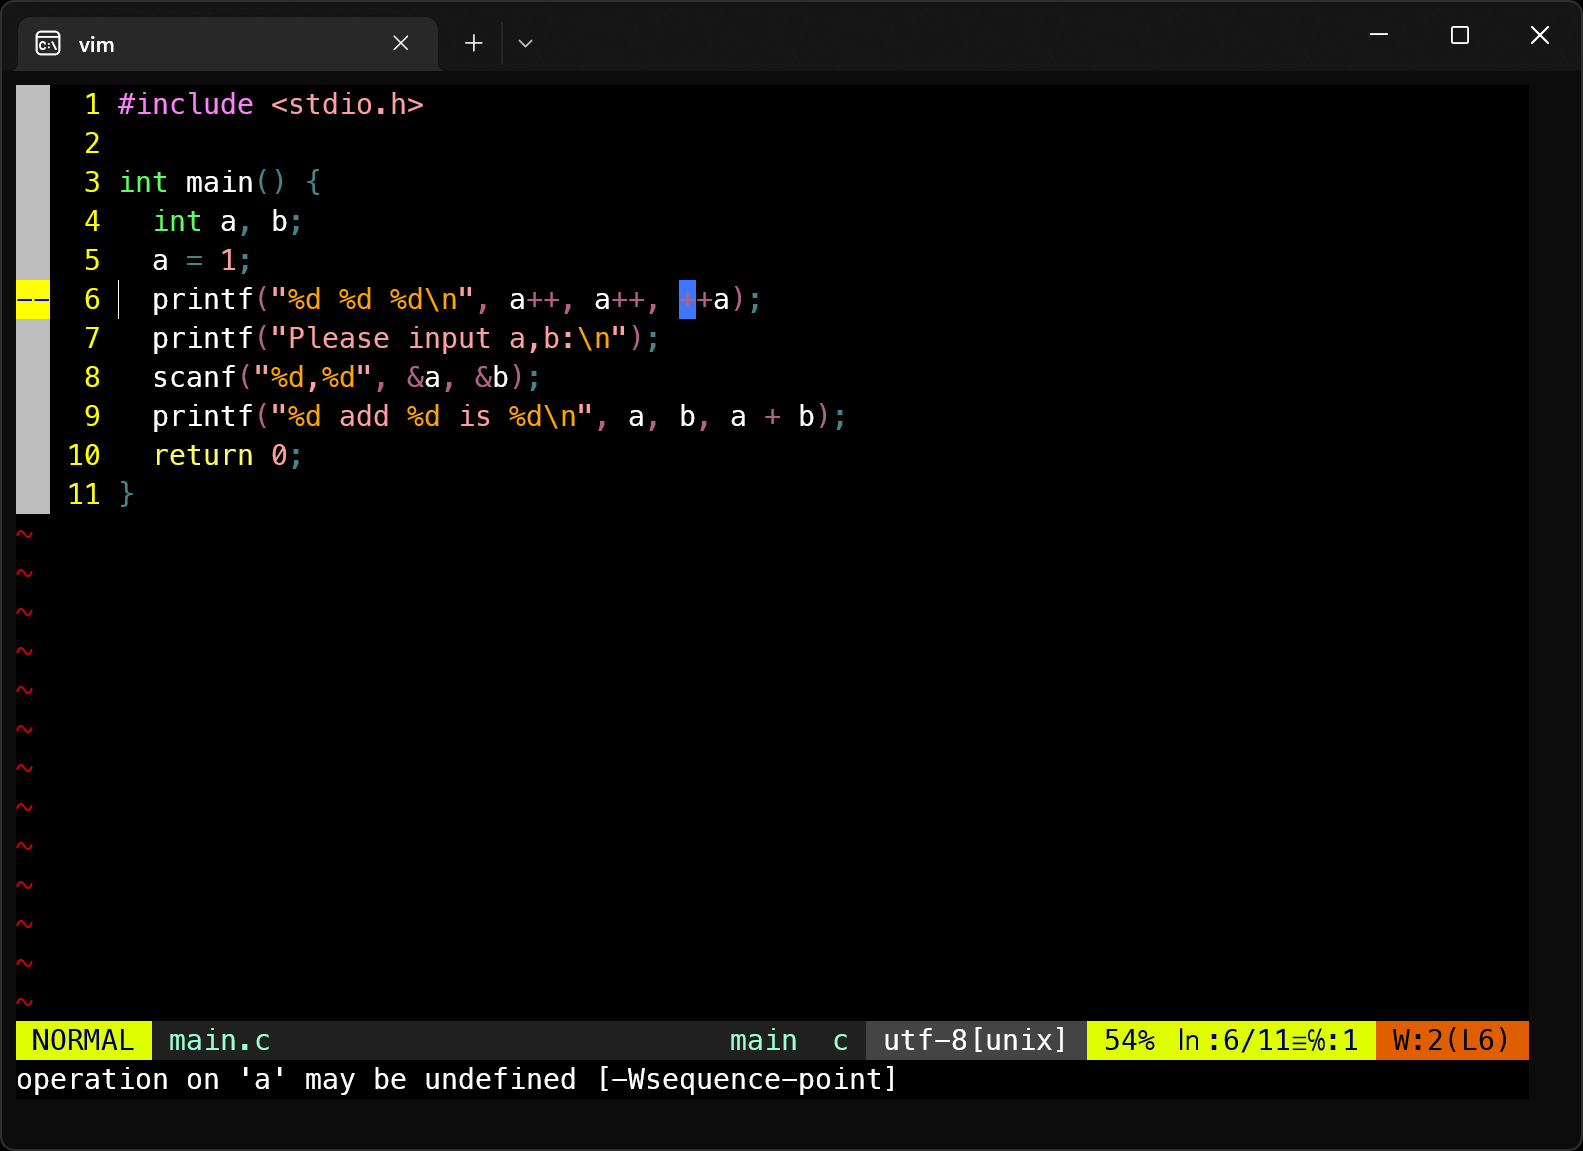 vim
1 #include <stdio.h>
2
3 int main() {
4   int a, b;
5   a = 1;
-- 6   printf("%d %d %d\n", a++, a++, ++a);
7   printf("Please input a,b:\n");
8   scanf("%d,%d", &a, &b);
9   printf("%d add %d is %d\n", a, b, a + b);
10   return 0;
11 }
~
~
~
~
~
~
~
~
~
~
~
~
~
NORMAL main.c main c utf-8[unix] 54% ln:6/11≡℅:1 W:2(L6)
operation on 'a' may be undefined [-Wsequence-point]